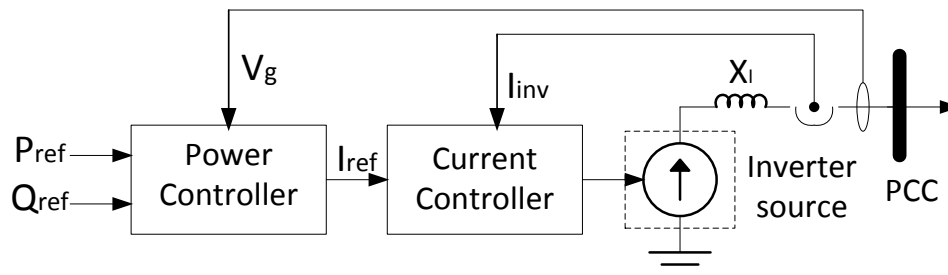 Vg
Iinv
Xl
Pref
Qref
Power
Controller
Iref
Current
Controller
Inverter
source
PCC